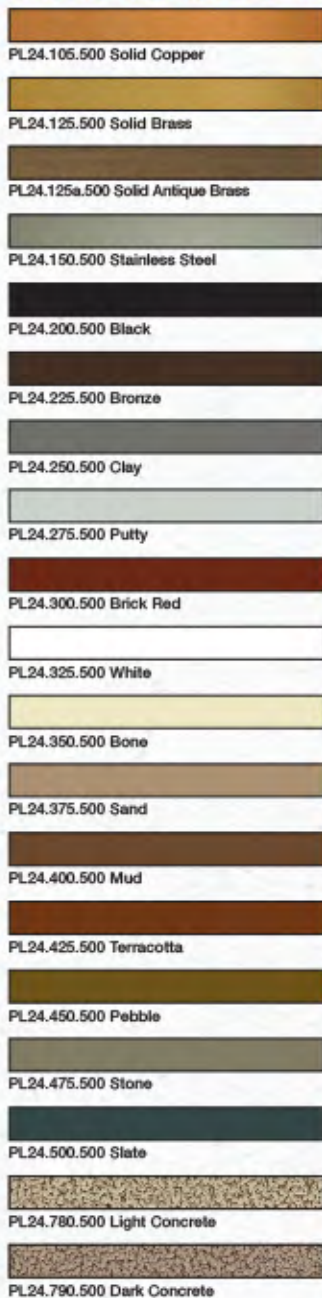 PL24.105.500 Solid Copper
PL24.125.500 Solid Brass
PL24.125a.500 Solid Antique Brass
PL24.150.500 Stainless Steel
PL24.200.500 Black
PL24.225.500 Bronze
PL24.250.500 Clay
PL24.275.500 Putty
PL24.300.500 Brick Red
PL24.325.500 White
PL24.350.500 Bone
PL24.375.500 Sand
PL24.400.500 Mud
PL24.425.500 Terracotta
PL24.450.500 Pebble
PL24.475.500 Stone
PL24.500.500 Slate
PL24.780.500 Light Concrete
PL24.790.500 Dark Concrete